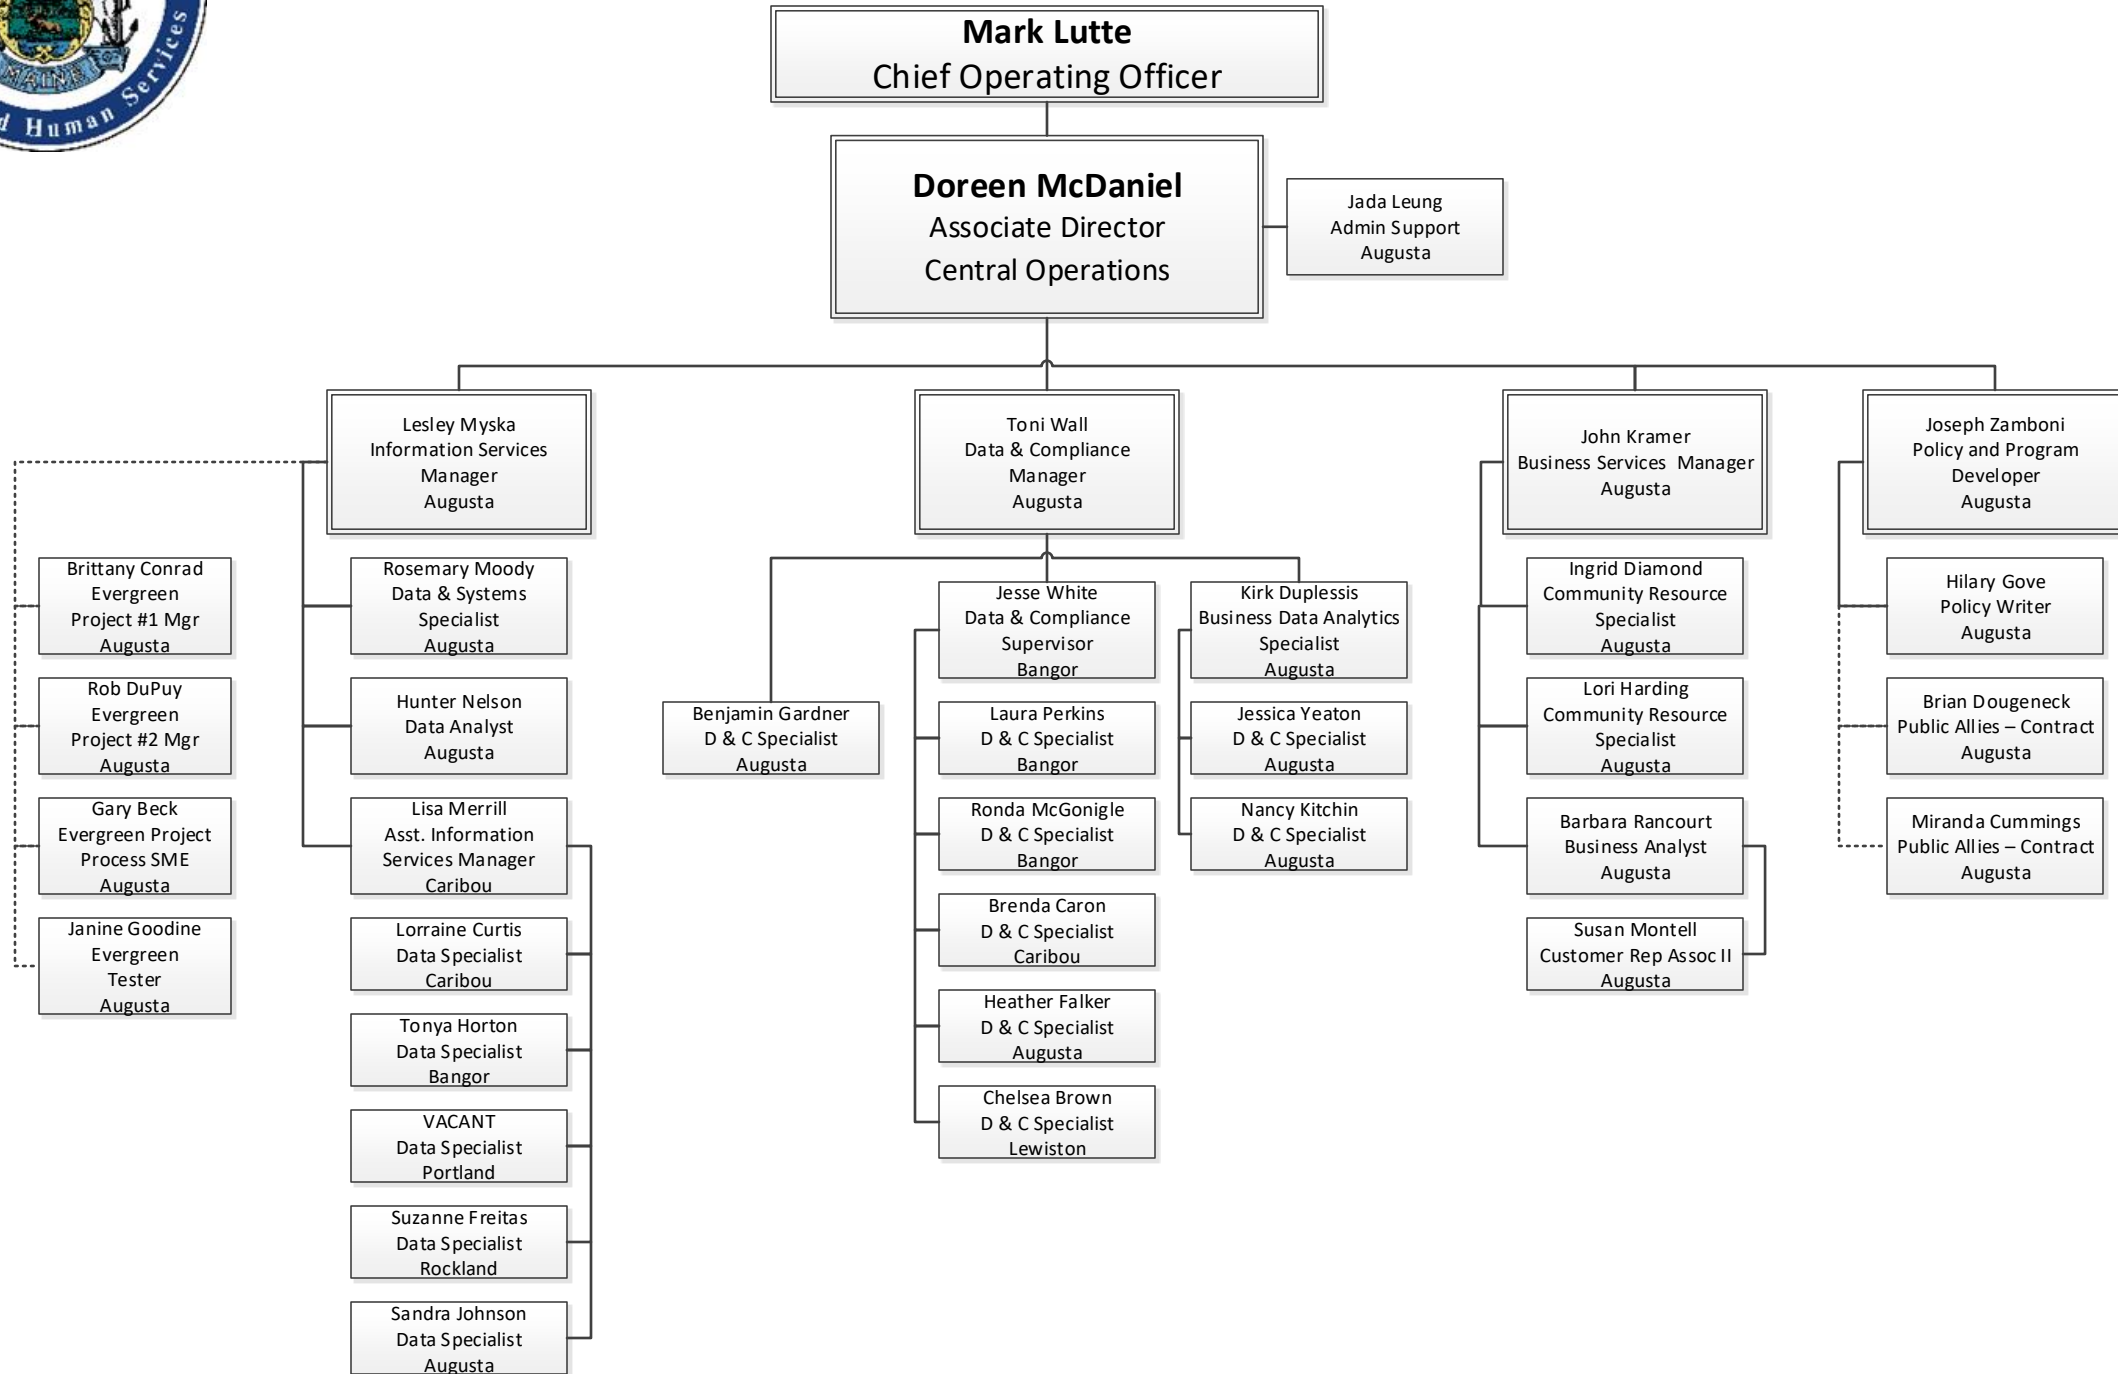 MAINE
d Human Services
Mark Lutte
Chief Operating Officer
Doreen McDaniel
Associate Director
Central Operations
Jada Leung
Admin Support
Augusta
Lesley Myska
Information Services
Manager
Augusta
Toni Wall
Data & Compliance
Manager
Augusta
John Kramer
Business Services Manager
Augusta
Joseph Zamboni
Policy and Program
Developer
Augusta
Brittany Conrad
Evergreen
Project #1 Mgr
Augusta
Rob DuPuy
Evergreen
Project #2 Mgr
Augusta
Gary Beck
Evergreen Project
Process SME
Augusta
Janine Goodine
Evergreen
Tester
Augusta
Rosemary Moody
Data & Systems
Specialist
Augusta
Hunter Nelson
Data Analyst
Augusta
Lisa Merrill
Asst. Information
Services Manager
Caribou
Lorraine Curtis
Data Specialist
Caribou
Tonya Horton
Data Specialist
Bangor
VACANT
Data Specialist
Portland
Suzanne Freitas
Data Specialist
Rockland
Sandra Johnson
Data Specialist
Augusta
Benjamin Gardner
D & C Specialist
Augusta
Jesse White
Data & Compliance
Supervisor
Bangor
Laura Perkins
D & C Specialist
Bangor
Ronda McGonigle
D & C Specialist
Bangor
Brenda Caron
D & C Specialist
Caribou
Heather Falker
D & C Specialist
Augusta
Chelsea Brown
D & C Specialist
Lewiston
Kirk Duplessis
Business Data Analytics
Specialist
Augusta
Jessica Yeaton
D & C Specialist
Augusta
Nancy Kitchin
D & C Specialist
Augusta
Ingrid Diamond
Community Resource
Specialist
Augusta
Lori Harding
Community Resource
Specialist
Augusta
Barbara Rancourt
Business Analyst
Augusta
Susan Montell
Customer Rep Assoc II
Augusta
Hilary Gove
Policy Writer
Augusta
Brian Dougeneck
Public Allies – Contract
Augusta
Miranda Cummings
Public Allies – Contract
Augusta